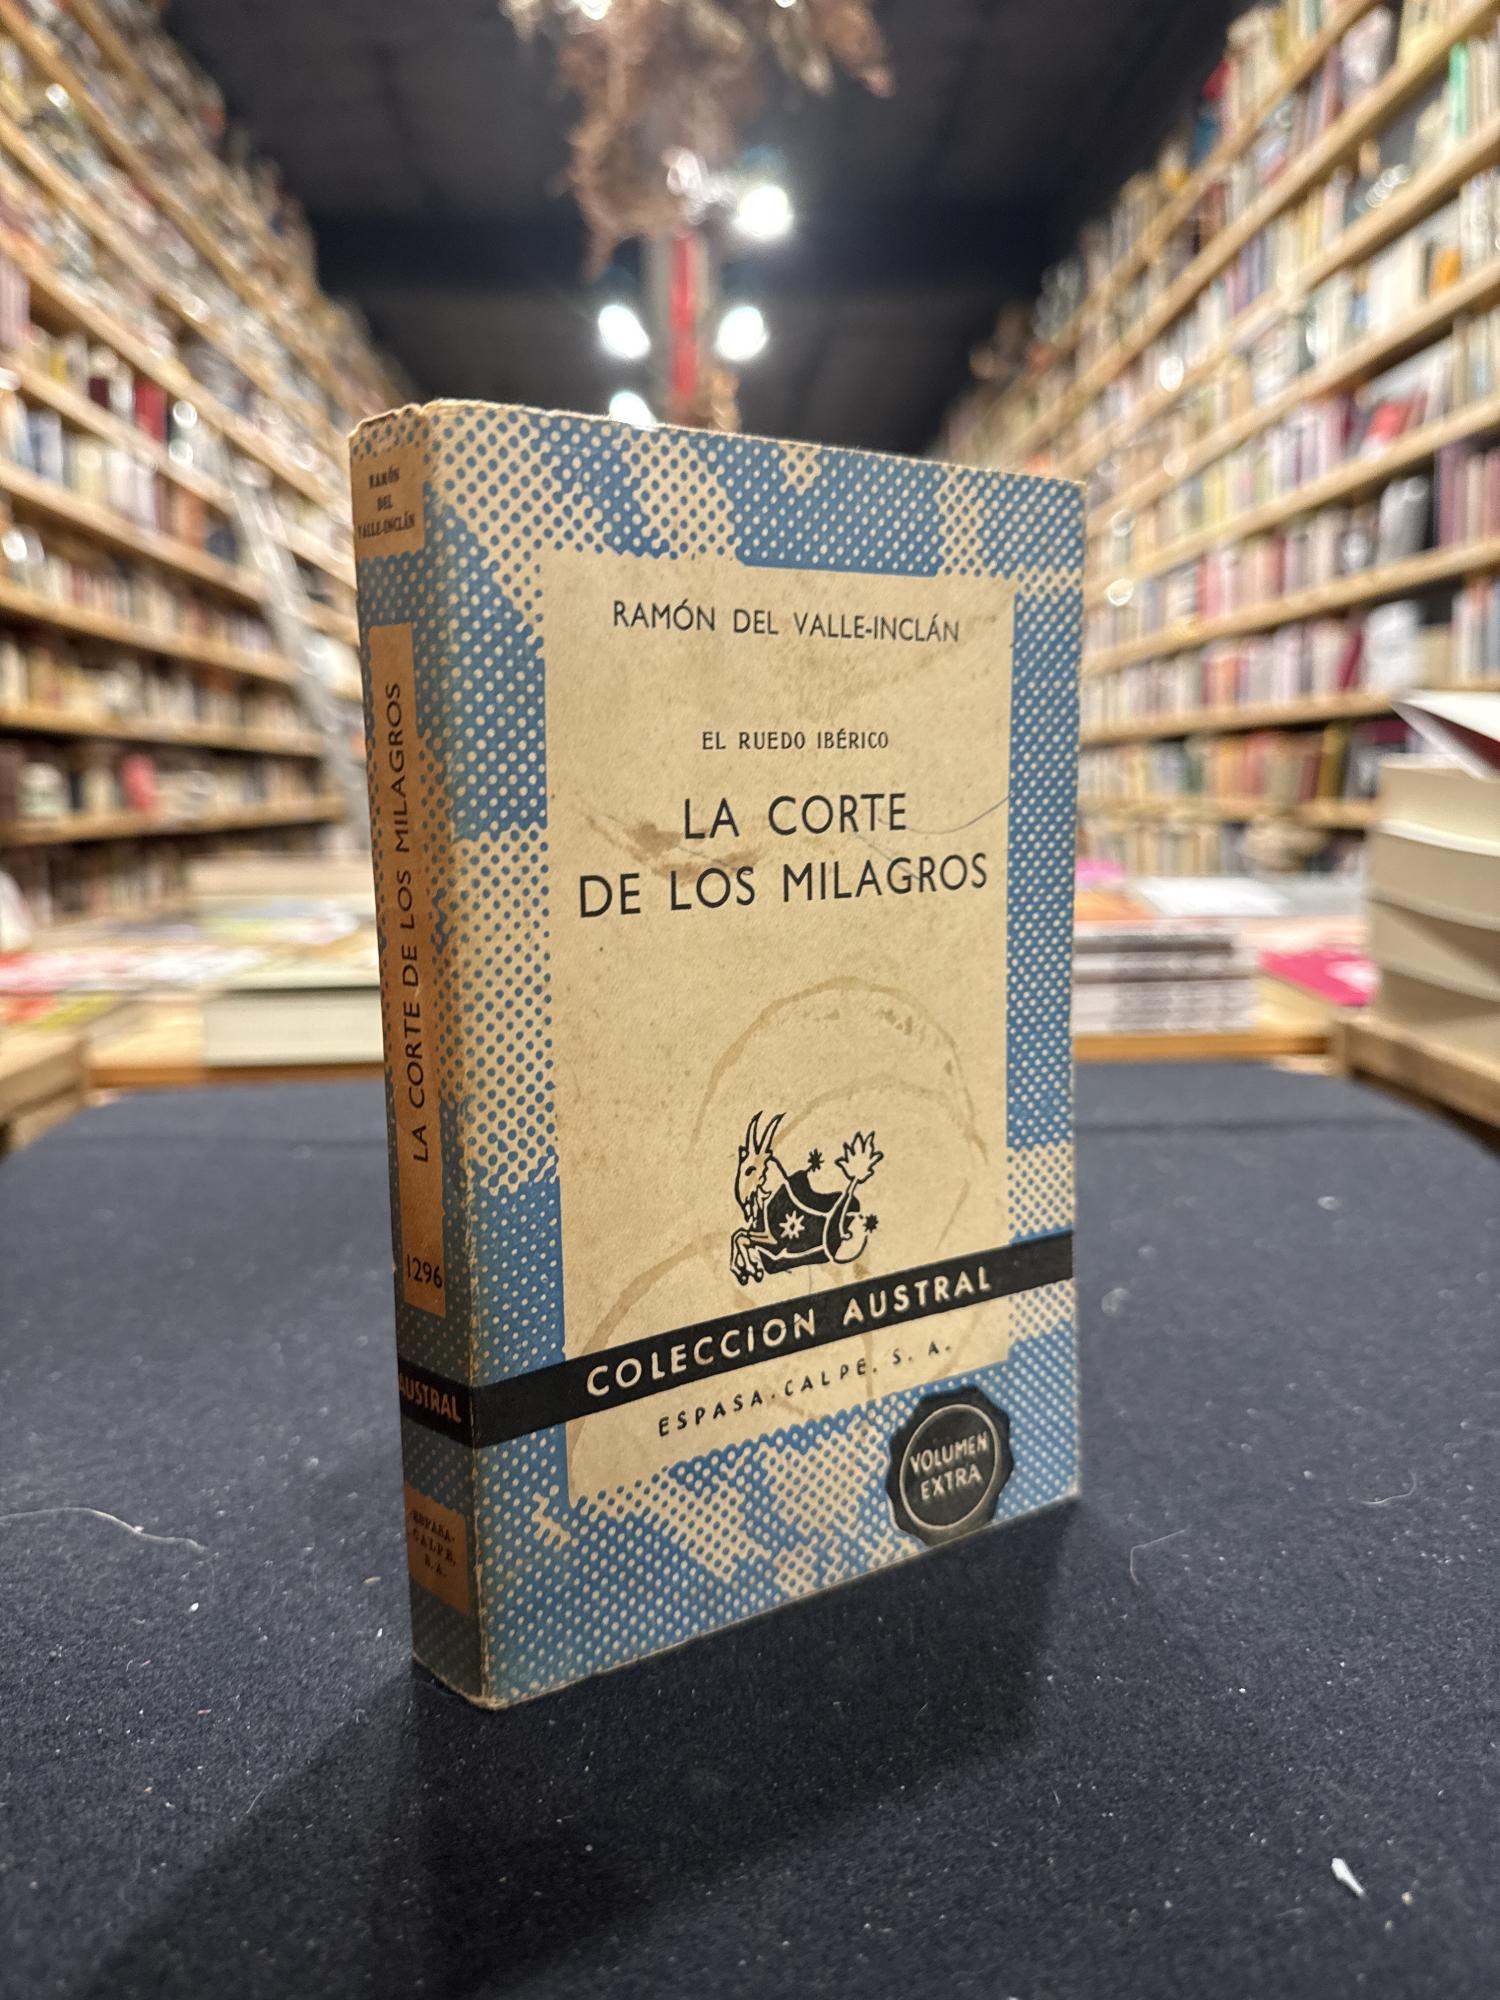 RAMÓN
DEL
VALLE-INCLÁN
LA CORTE DE LOS MILAGROS
1296
AUSTRAL
ESPASA-
CALPE,
S.A.
RAMÓN DEL VALLE-INCLÁN
EL RUEDO IBÉRICO
LA CORTE
DE LOS MILAGROS
COLECCION AUSTRAL
ESPASA-CALPE, S. A.
VOLUMEN
EXTRA